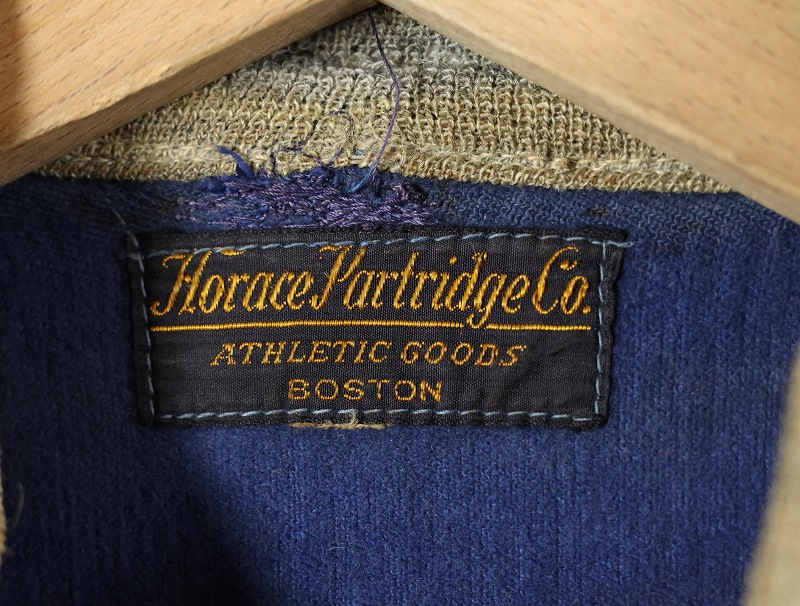 Horace Partridge Co.
ATHLETIC GOODS
BOSTON